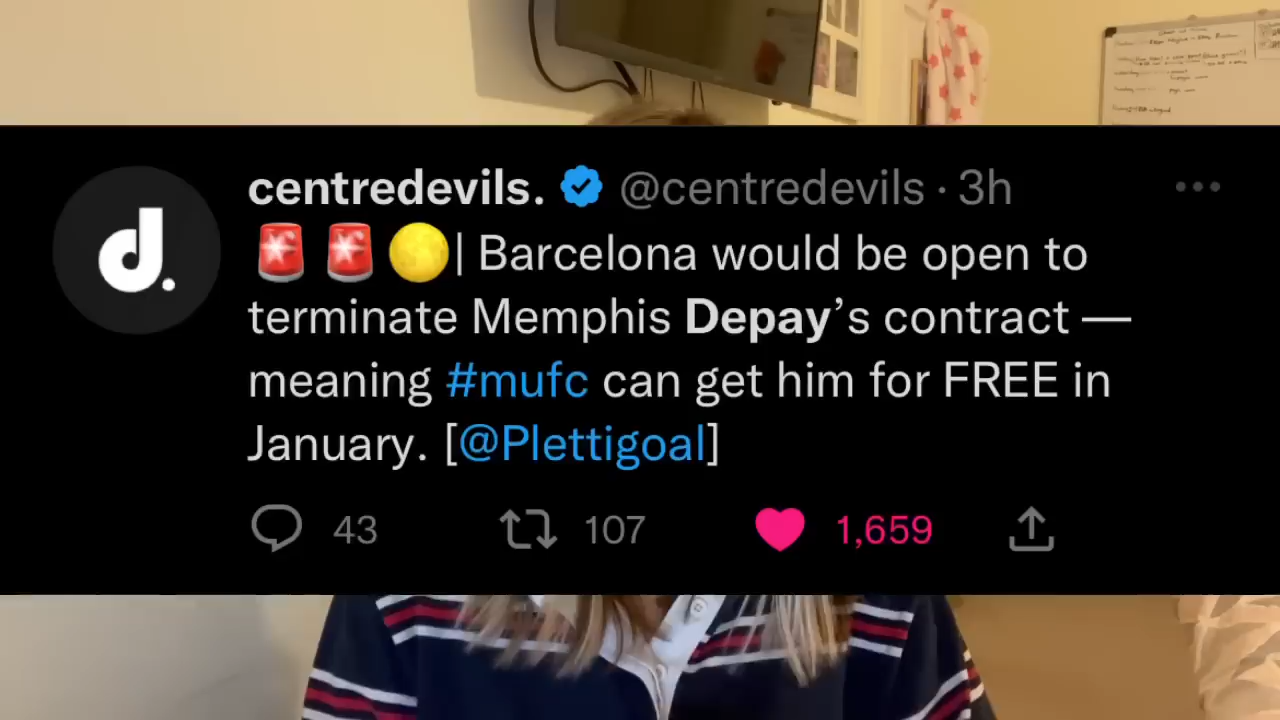 centredevils. @centredevils · 3h
🚨 🚨 🟡| Barcelona would be open to
terminate Memphis Depay’s contract —
meaning #mufc can get him for FREE in
January. [@Plettigoal]
43 107 1,659
d.